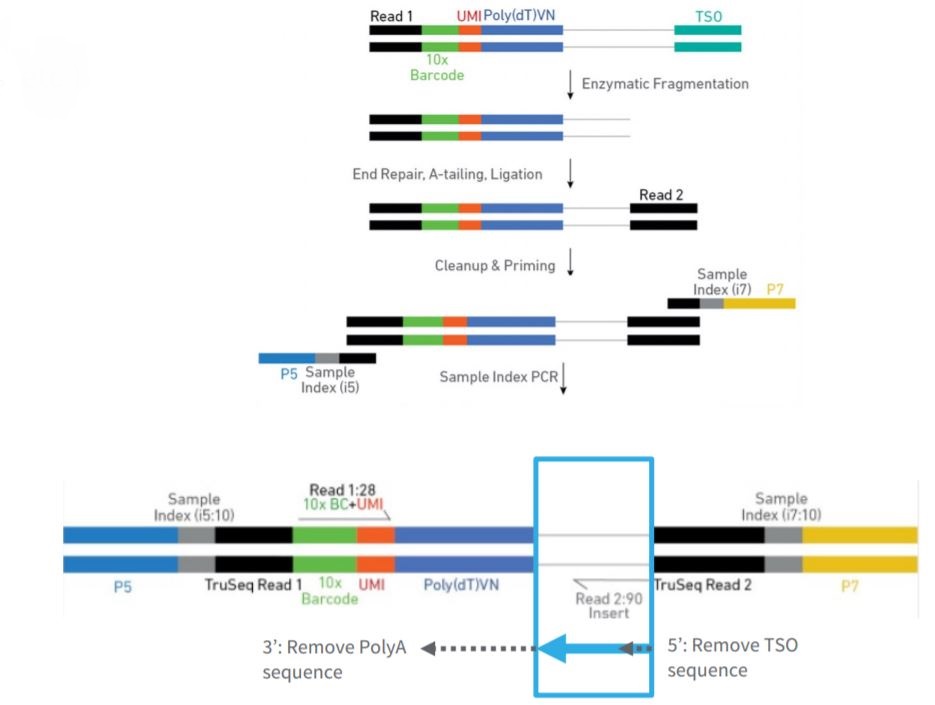 Read 1 UMI Poly(dT)VN TSO
10x
Barcode
Enzymatic Fragmentation
End Repair, A-tailing, Ligation
Read 2
Cleanup & Priming
Sample
Index (i7) P7
P5 Sample
Index (i5)
Sample Index PCR
Read 1:28
10x BC+UMI
Sample
Index (i5:10)
Sample
Index (i7:10)
P5 TruSeq Read 1 10x UMI Poly(dT)VN TruSeq Read 2 P7
Barcode
Read 2:90
Insert
3’: Remove PolyA
sequence
5’: Remove TSO
sequence